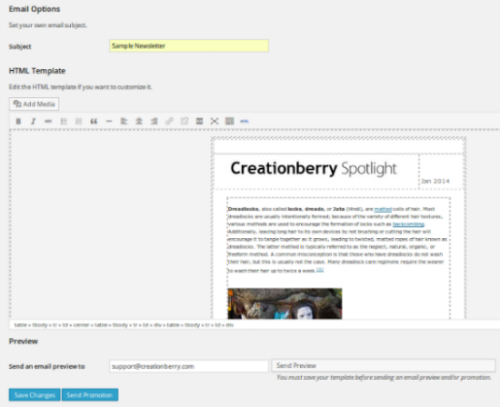 Email Options
Set your own email subject.
Subject
Sample Newsletter
HTML Template
Edit the HTML template if you want to customize it.
Add Media
Creationberry Spotlight
Jan 2014
Dreadlocks, also called locks, dreads, or Jata (Hindi), are matted coils of hair. Most
dreadlocks are usually intentionally formed; because of the variety of different hair textures,
various methods are used to encourage the formation of locks such as backcombing.
Additionally, leaving long hair to its own devices by not brushing or cutting the hair will
encourage it to tangle together as it grows, leading to twisted, matted ropes of hair known as
dreadlocks. The latter method is typically referred to as the neglect, natural, organic, or
freeform method. A common misconception is that those who have dreadlocks do not wash
their hair, but this is usually not the case. Many dreadlock care regimens require the wearer
to wash their hair up to twice a week.
table » tbody » tr » td » center » table » tbody » tr » td » div » table » tbody » tr » td » div
Preview
Send an email preview to
support@creationberry.com
Send Preview
You must save your template before sending an email preview and/or promotion.
Save Changes
Send Promotion